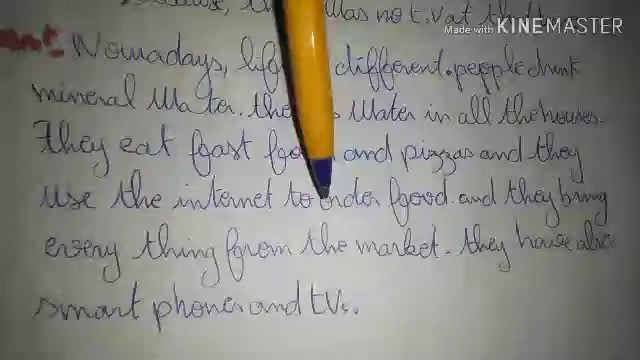 was not
Made with KINEMASTER
Nowadays, different. people drink
mineral Water. Water in all the houses.
They eat fast and pizzas and they
use the internet to order food. and they bring
every thing from the market. they have also
smart phones and tVs.